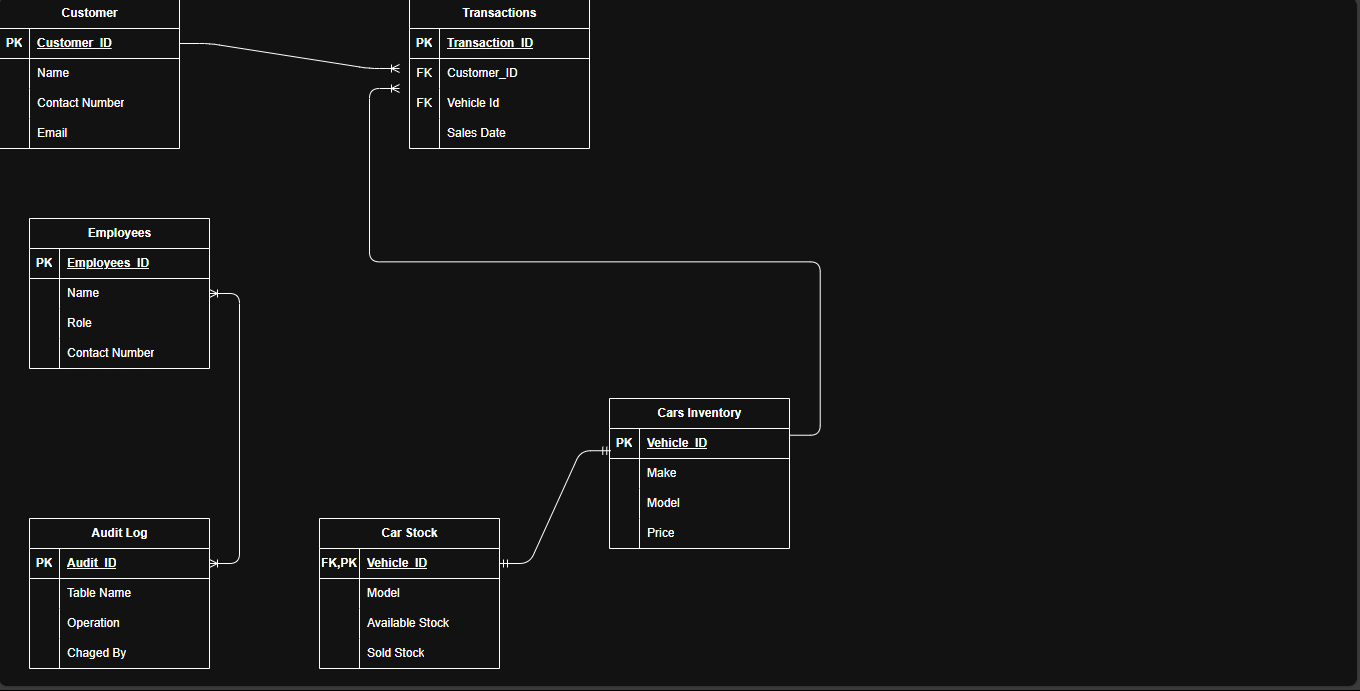 Customer
PK Customer_ID
Name
Contact Number
Email
Transactions
PK Transaction_ID
FK Customer_ID
FK Vehicle Id
Sales Date
Employees
PK Employees_ID
Name
Role
Contact Number
Cars Inventory
PK Vehicle_ID
Make
Model
Price
Audit Log
PK Audit_ID
Table Name
Operation
Chaged By
Car Stock
FK,PK Vehicle_ID
Model
Available Stock
Sold Stock